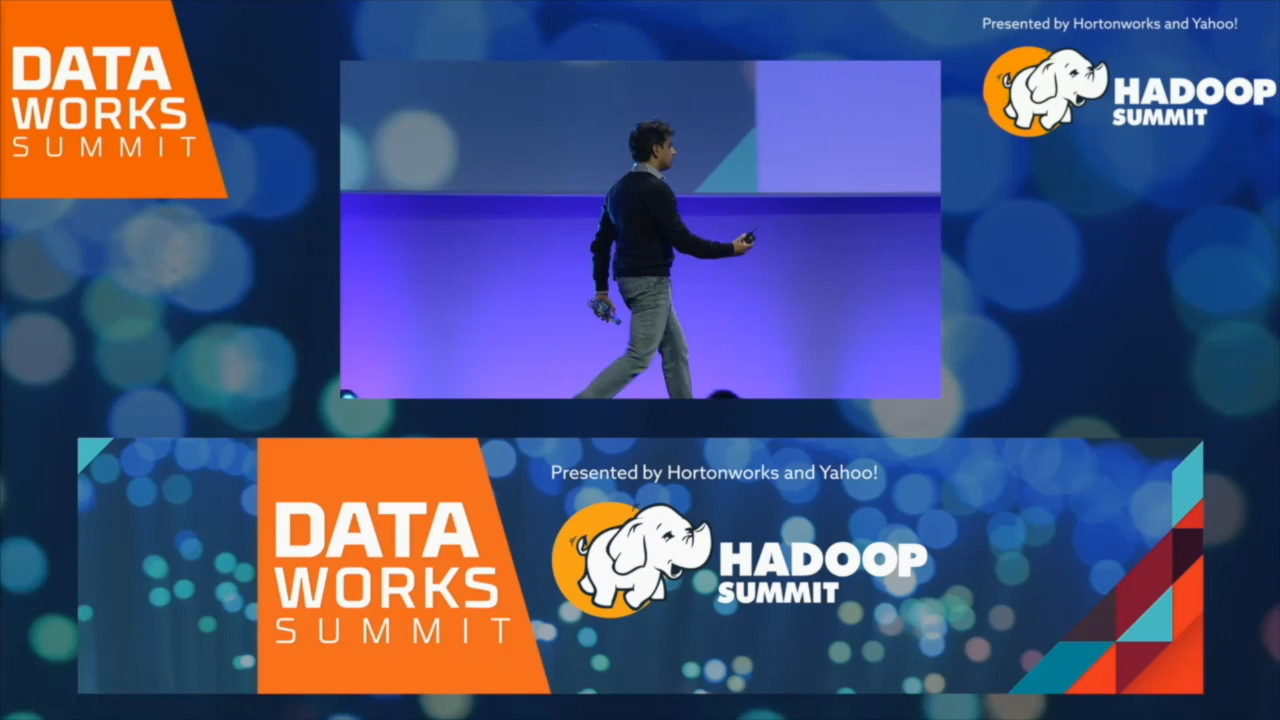 DATA
WORKS
SUMMIT
Presented by Hortonworks and Yahoo!
HADOOP
SUMMIT
DATA
WORKS
SUMMIT
Presented by Hortonworks and Yahoo!
HADOOP
SUMMIT